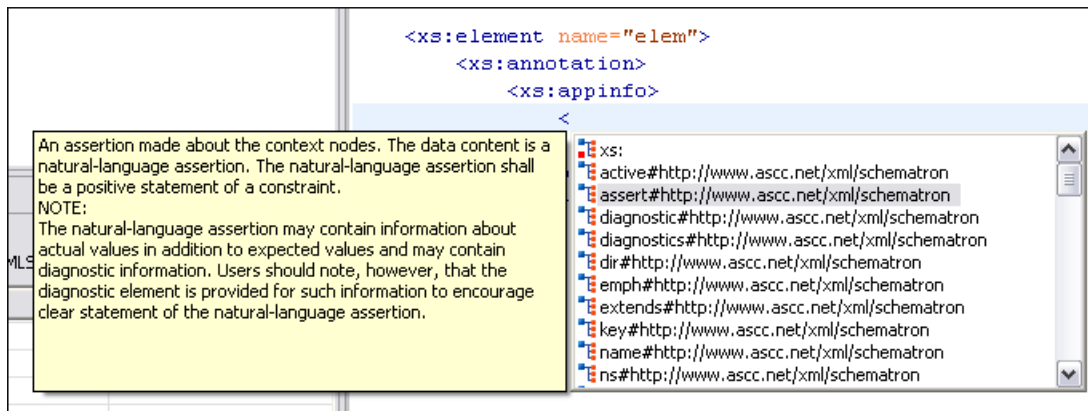 <xs:element name="elem">
<xs:annotation>
<xs:appinfo>
<
An assertion made about the context nodes. The data content is a
natural-language assertion. The natural-language assertion shall
be a positive statement of a constraint.
NOTE:
The natural-language assertion may contain information about
actual values in addition to expected values and may contain
diagnostic information. Users should note, however, that the
diagnostic element is provided for such information to encourage
clear statement of the natural-language assertion.
xs:
active#http://www.ascc.net/xml/schematron
assert#http://www.ascc.net/xml/schematron
diagnostic#http://www.ascc.net/xml/schematron
diagnostics#http://www.ascc.net/xml/schematron
dir#http://www.ascc.net/xml/schematron
emph#http://www.ascc.net/xml/schematron
extends#http://www.ascc.net/xml/schematron
key#http://www.ascc.net/xml/schematron
name#http://www.ascc.net/xml/schematron
ns#http://www.ascc.net/xml/schematron